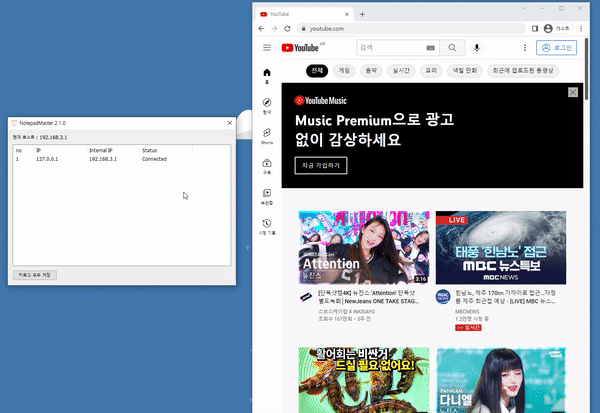 NotepadMaster 2.1.0
현재 호스트 : 192.168.3.1
no IP Internal IP Status
1 127.0.0.1 192.168.3.1 Connected
키로그 모두 저장
YouTube
youtube.com
게스트
YouTube KR
검색
로그인
홈
탐색
Shorts
구독
보관함
시청 기록
전체 게임 음악 실시간 요리 색칠 만화 최근에 업로드된 동영상
YouTube Music
Music Premium으로 광고
없이 감상하세요
지금 가입하기
Attention
뉴진스
3:16
[단독샷캠4K] 뉴진스 'Attention' 단독샷
별도녹화│NewJeans ONE TAKE STAG...
스브스케이팝 X INKIGAYO
조회수 167만회 • 3주 전
LIVE
태풍 '힌남노' 접근
MBC 뉴스특보
MBCNEWS
힌남노, 제주 170㎞ 가까이로 접근...자정
쯤 제주 최근접 예상 - [LIVE] MBC 뉴스...
MBCNEWS
1.2만명 시청 중
실시간
활어회는 비싼거
드실 필요 없어요!
다니엘
뉴진스